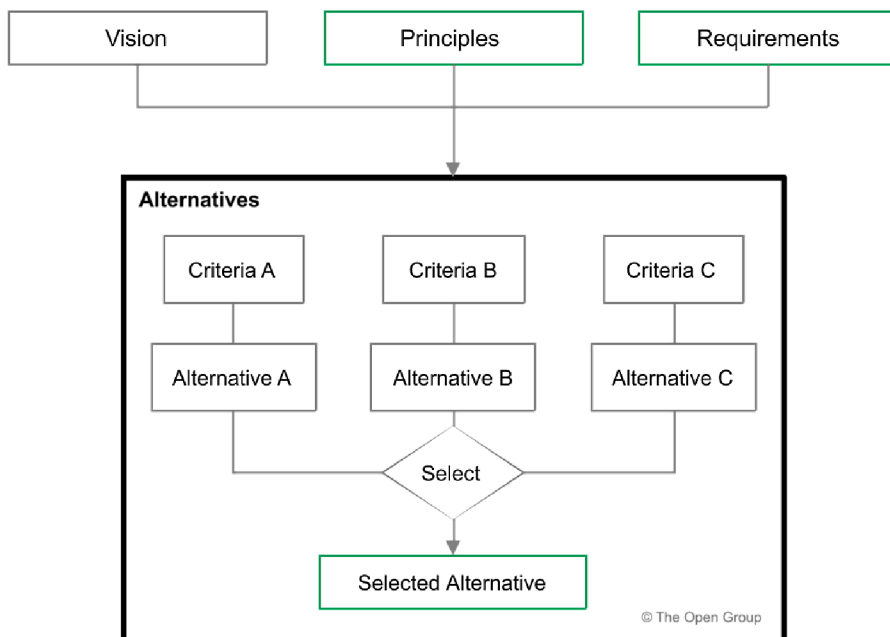 Vision
Principles
Requirements
Alternatives
Criteria A
Criteria B
Criteria C
Alternative A
Alternative B
Alternative C
Select
Selected Alternative
© The Open Group